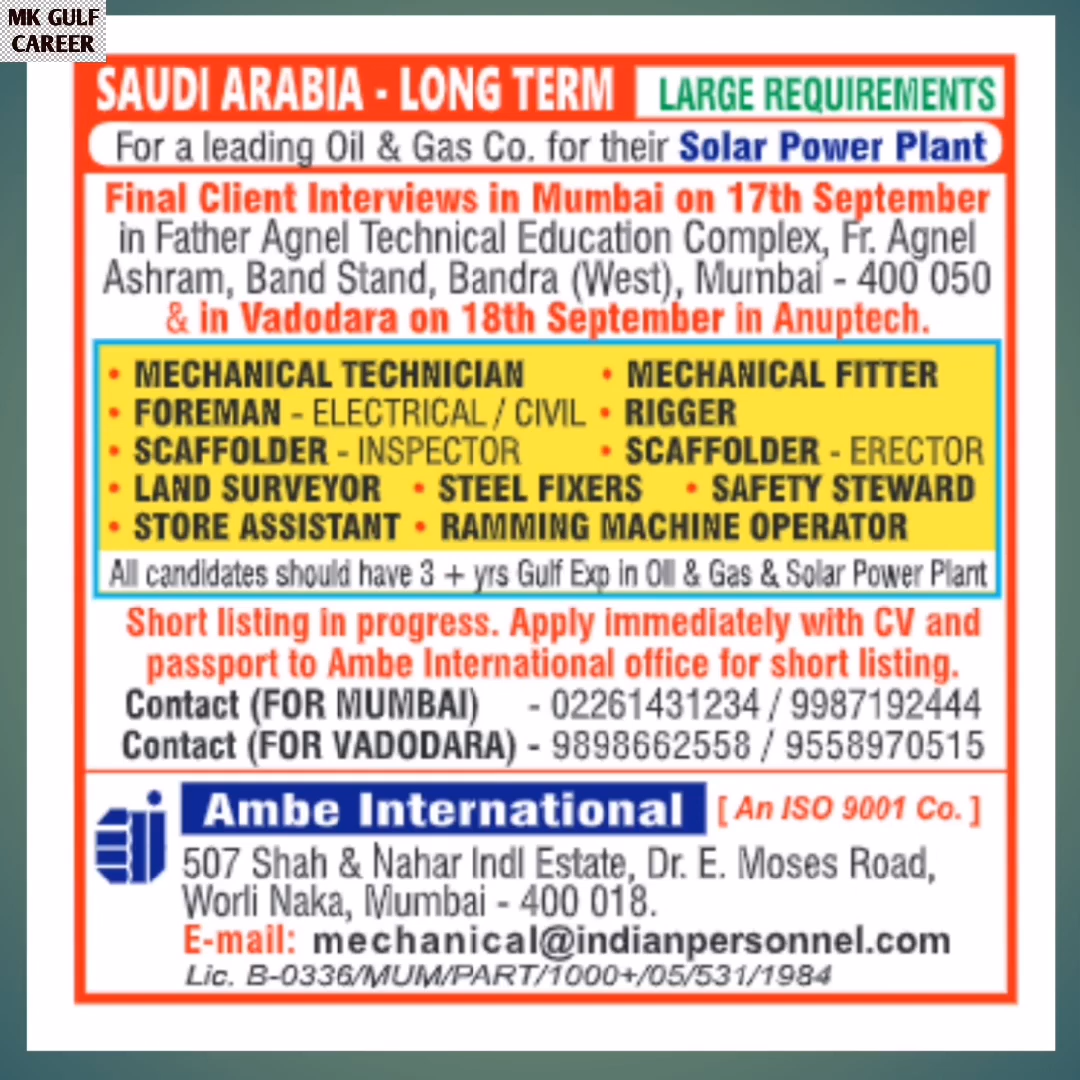 MK GULF
CAREER
SAUDI ARABIA - LONG TERM
LARGE REQUIREMENTS
For a leading Oil & Gas Co. for their Solar Power Plant
Final Client Interviews in Mumbai on 17th September
in Father Agnel Technical Education Complex, Fr. Agnel
Ashram, Band Stand, Bandra (West), Mumbai - 400 050
& in Vadodara on 18th September in Anuptech.
• MECHANICAL TECHNICIAN • MECHANICAL FITTER
• FOREMAN - ELECTRICAL / CIVIL • RIGGER
• SCAFFOLDER - INSPECTOR • SCAFFOLDER - ERECTOR
• LAND SURVEYOR • STEEL FIXERS • SAFETY STEWARD
• STORE ASSISTANT • RAMMING MACHINE OPERATOR
All candidates should have 3 + yrs Gulf Exp in Oil & Gas & Solar Power Plant
Short listing in progress. Apply immediately with CV and
passport to Ambe International office for short listing.
Contact (FOR MUMBAI) - 02261431234 / 9987192444
Contact (FOR VADODARA) - 9898662558 / 9558970515
Ambe International [ An ISO 9001 Co. ]
507 Shah & Nahar Indl Estate, Dr. E. Moses Road,
Worli Naka, Mumbai - 400 018.
E-mail: mechanical@indianpersonnel.com
Lic. B-0336/MUM/PART/1000+/05/531/1984